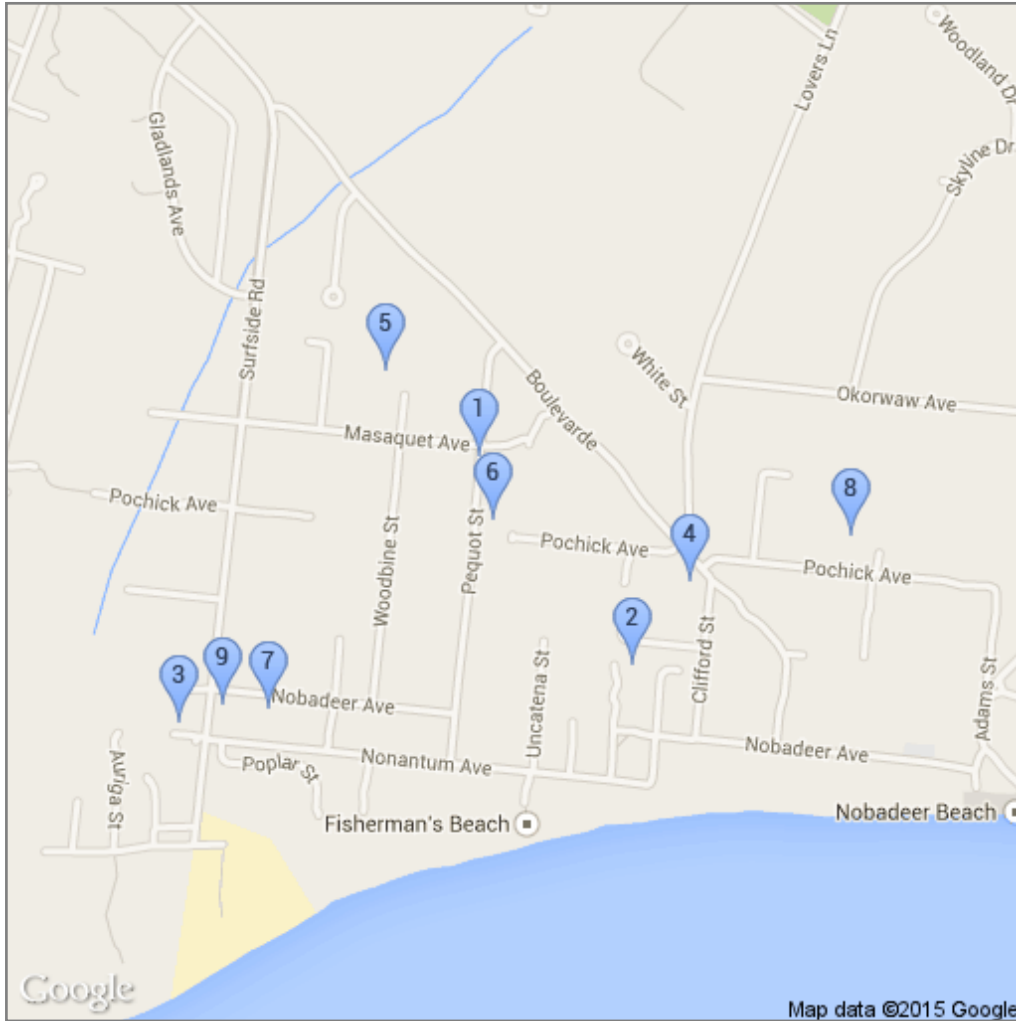 Woodland Dr
Lovers Ln
Skyline Dr
Gladlands Ave
Surfside Rd
5
White St
Boulevarde
Okorwaw Ave
1
Masaquet Ave
6
8
Pochick Ave
Pequot St
Pochick Ave
4
Pochick Ave
Woodbine St
2
Clifford St
3
9
7
Nobadeer Ave
Uncatena St
Adams St
Nobadeer Ave
Nonantum Ave
Poplar St
Auriga St
Fisherman's Beach
Nobadeer Beach
Google
Map data ©2015 Google